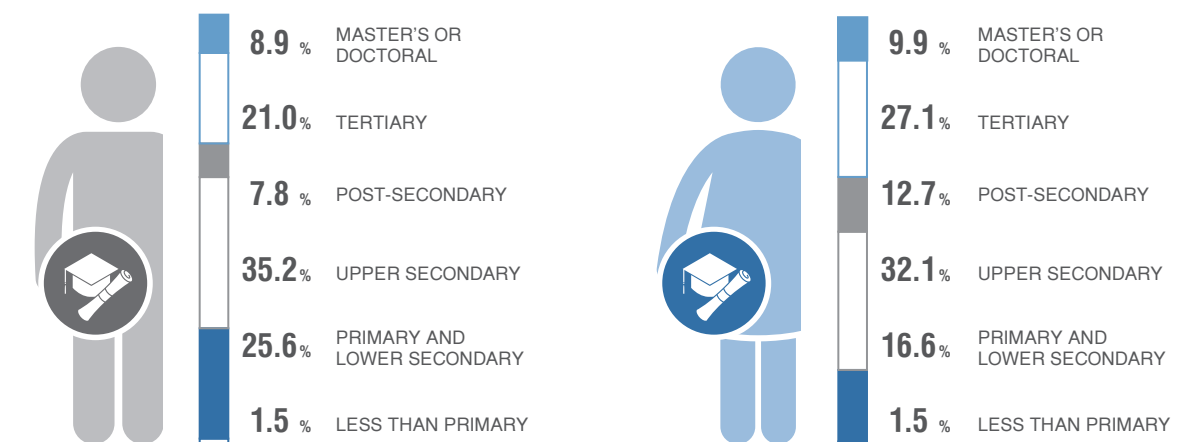 8.9 % MASTER'S OR
DOCTORAL
21.0 % TERTIARY
7.8 % POST-SECONDARY
35.2 % UPPER SECONDARY
25.6 % PRIMARY AND
LOWER SECONDARY
1.5 % LESS THAN PRIMARY
9.9 % MASTER'S OR
DOCTORAL
27.1 % TERTIARY
12.7 % POST-SECONDARY
32.1 % UPPER SECONDARY
16.6 % PRIMARY AND
LOWER SECONDARY
1.5 % LESS THAN PRIMARY